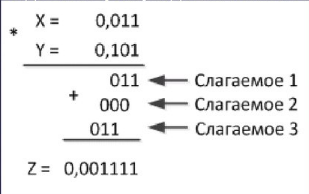 X = 0,011
*
Y = 0,101
011 Слагаемое 1
+
000 Слагаемое 2
011 Слагаемое 3
Z = 0,001111